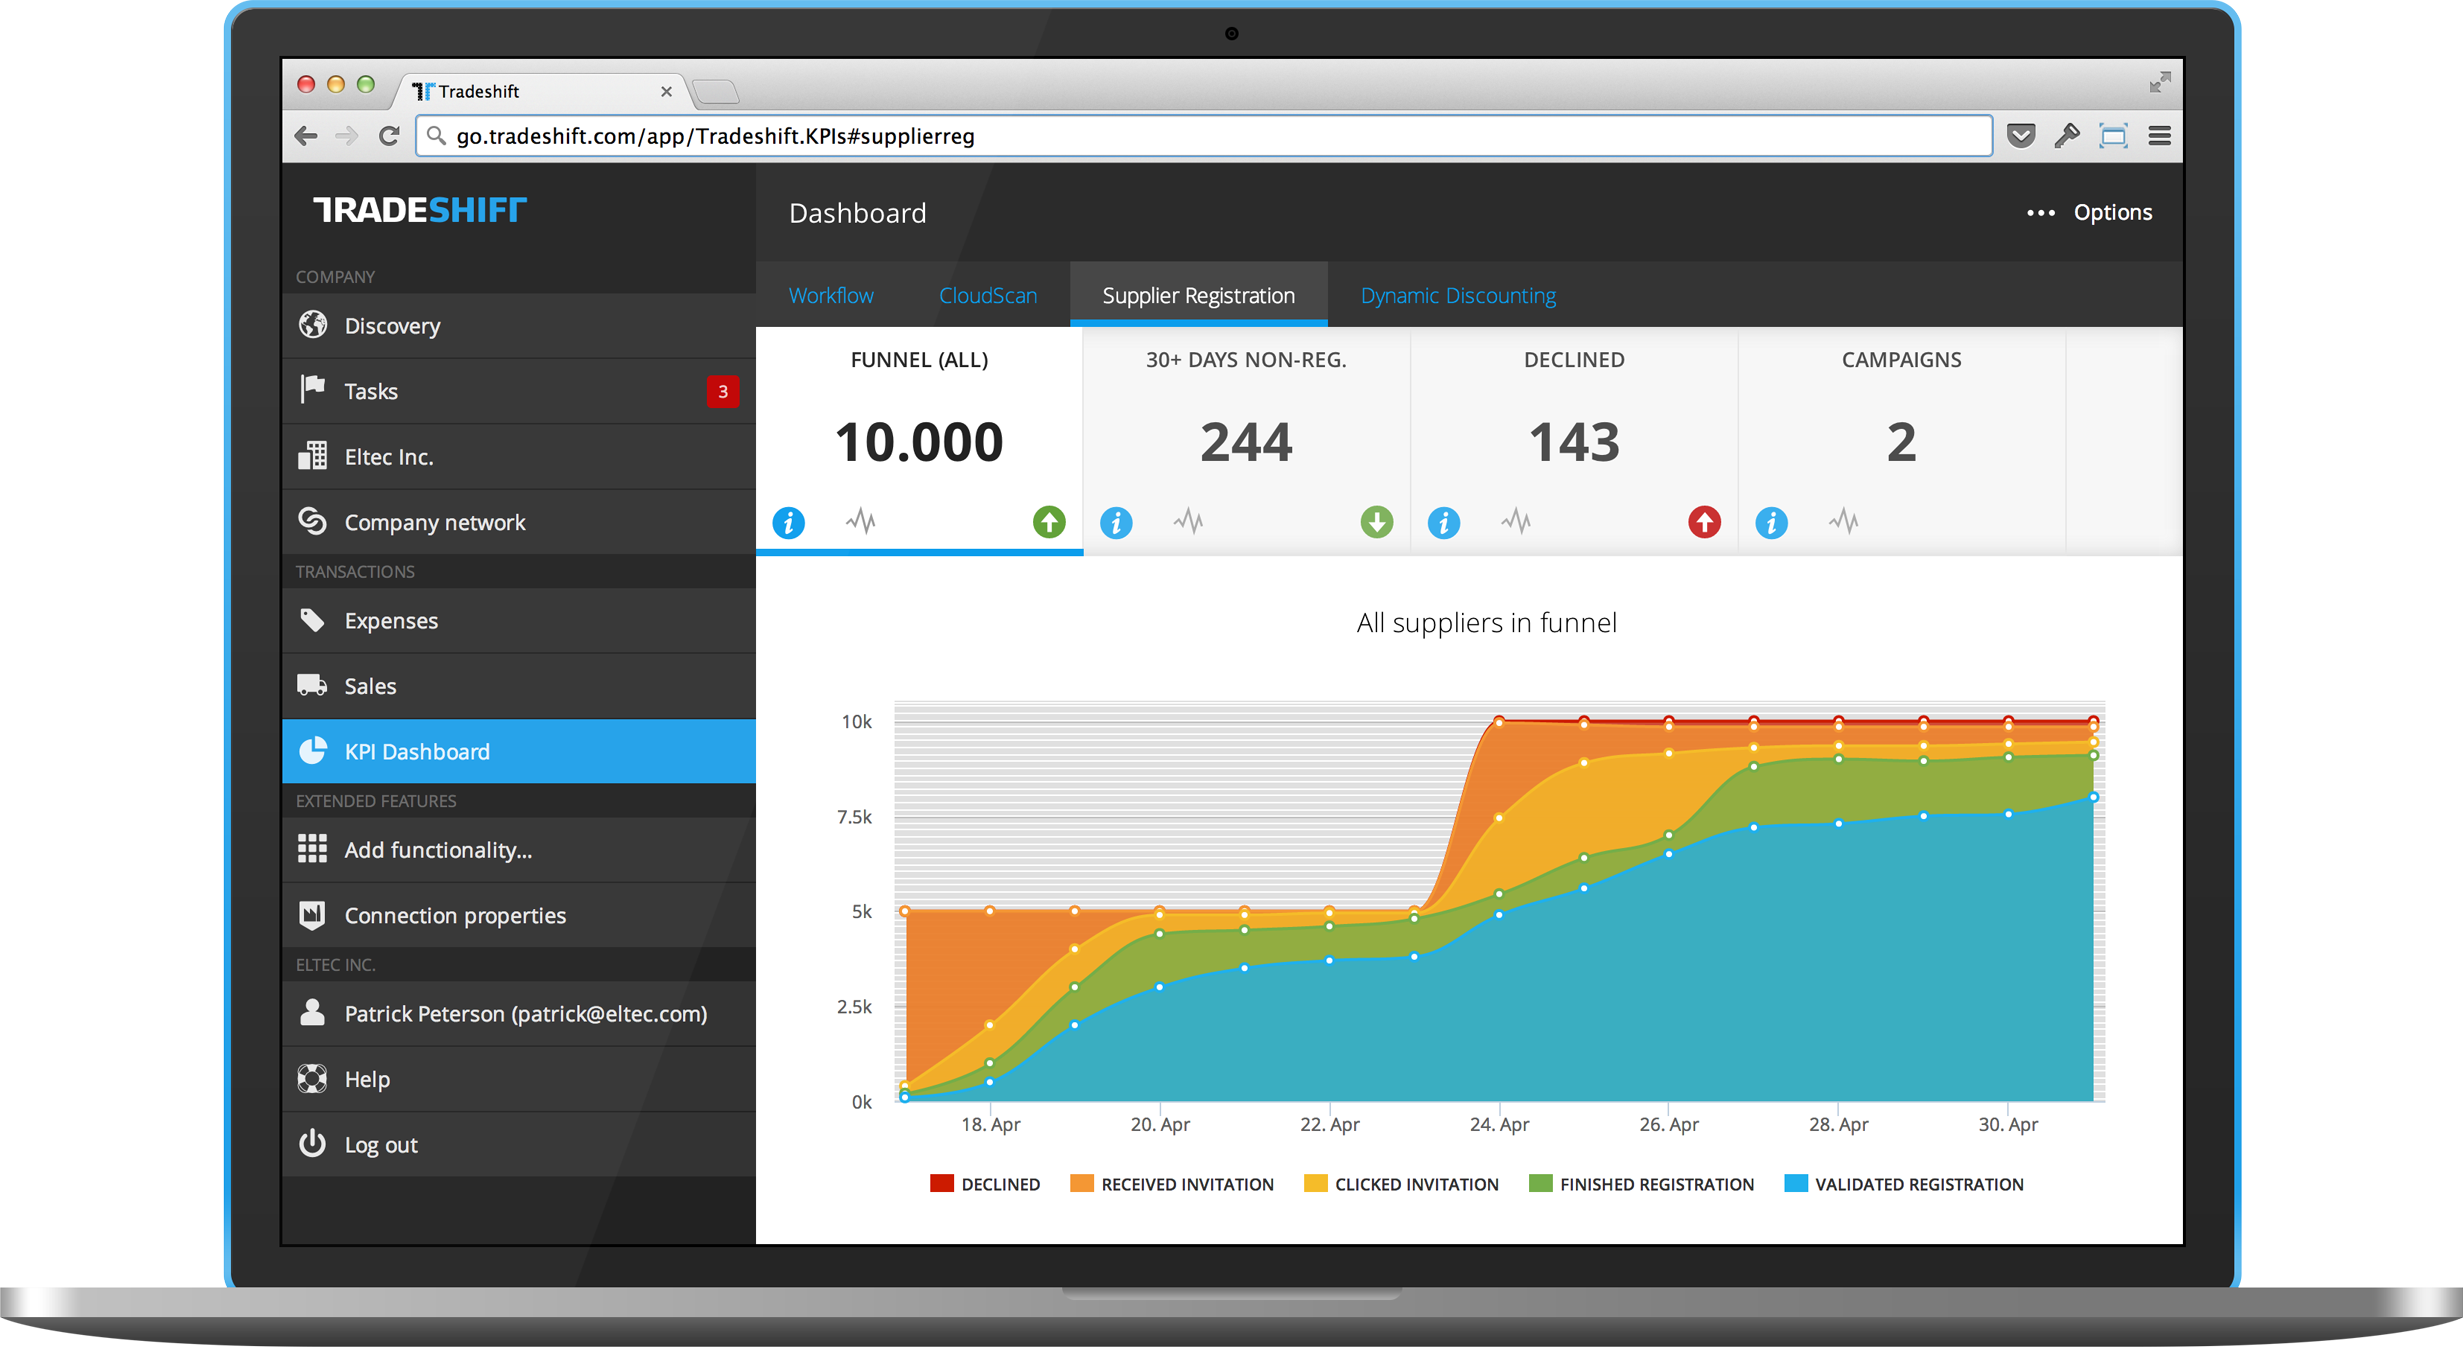 Tradeshift
go.tradeshift.com/app/Tradeshift.KPIs#supplierreg
TRADESHIFT
COMPANY
Discovery
Tasks
3
Eltec Inc.
Company network
TRANSACTIONS
Expenses
Sales
KPI Dashboard
EXTENDED FEATURES
Add functionality...
Connection properties
ELTEC INC.
Patrick Peterson (patrick@eltec.com)
Help
Log out
Dashboard
Options
Workflow CloudScan Supplier Registration Dynamic Discounting
FUNNEL (ALL)
10.000
30+ DAYS NON-REG.
244
DECLINED
143
CAMPAIGNS
2
All suppliers in funnel
10k
7.5k
5k
2.5k
0k
18. Apr 20. Apr 22. Apr 24. Apr 26. Apr 28. Apr 30. Apr
DECLINED RECEIVED INVITATION CLICKED INVITATION FINISHED REGISTRATION VALIDATED REGISTRATION